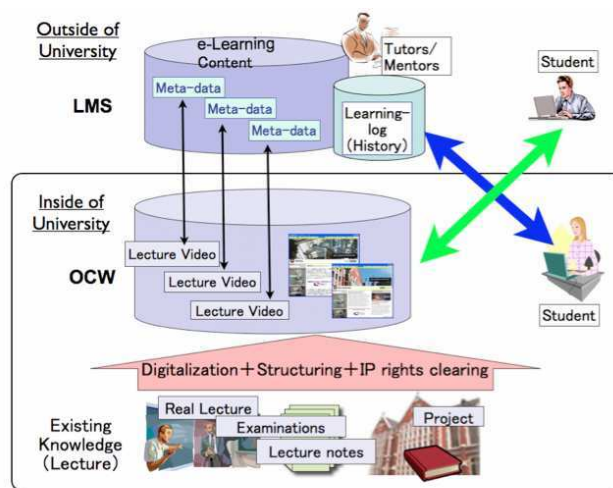 Outside of
University
LMS
e-Learning
Content
Meta-data
Meta-data
Meta-data
Tutors/
Mentors
Learning-
log
(History)
Student
Inside of
University
OCW
Lecture Video
Lecture Video
Lecture Video
Student
Digitalization+Structuring+IP rights clearing
Existing
Knowledge
(Lecture)
Real Lecture
Examinations
Lecture notes
Project